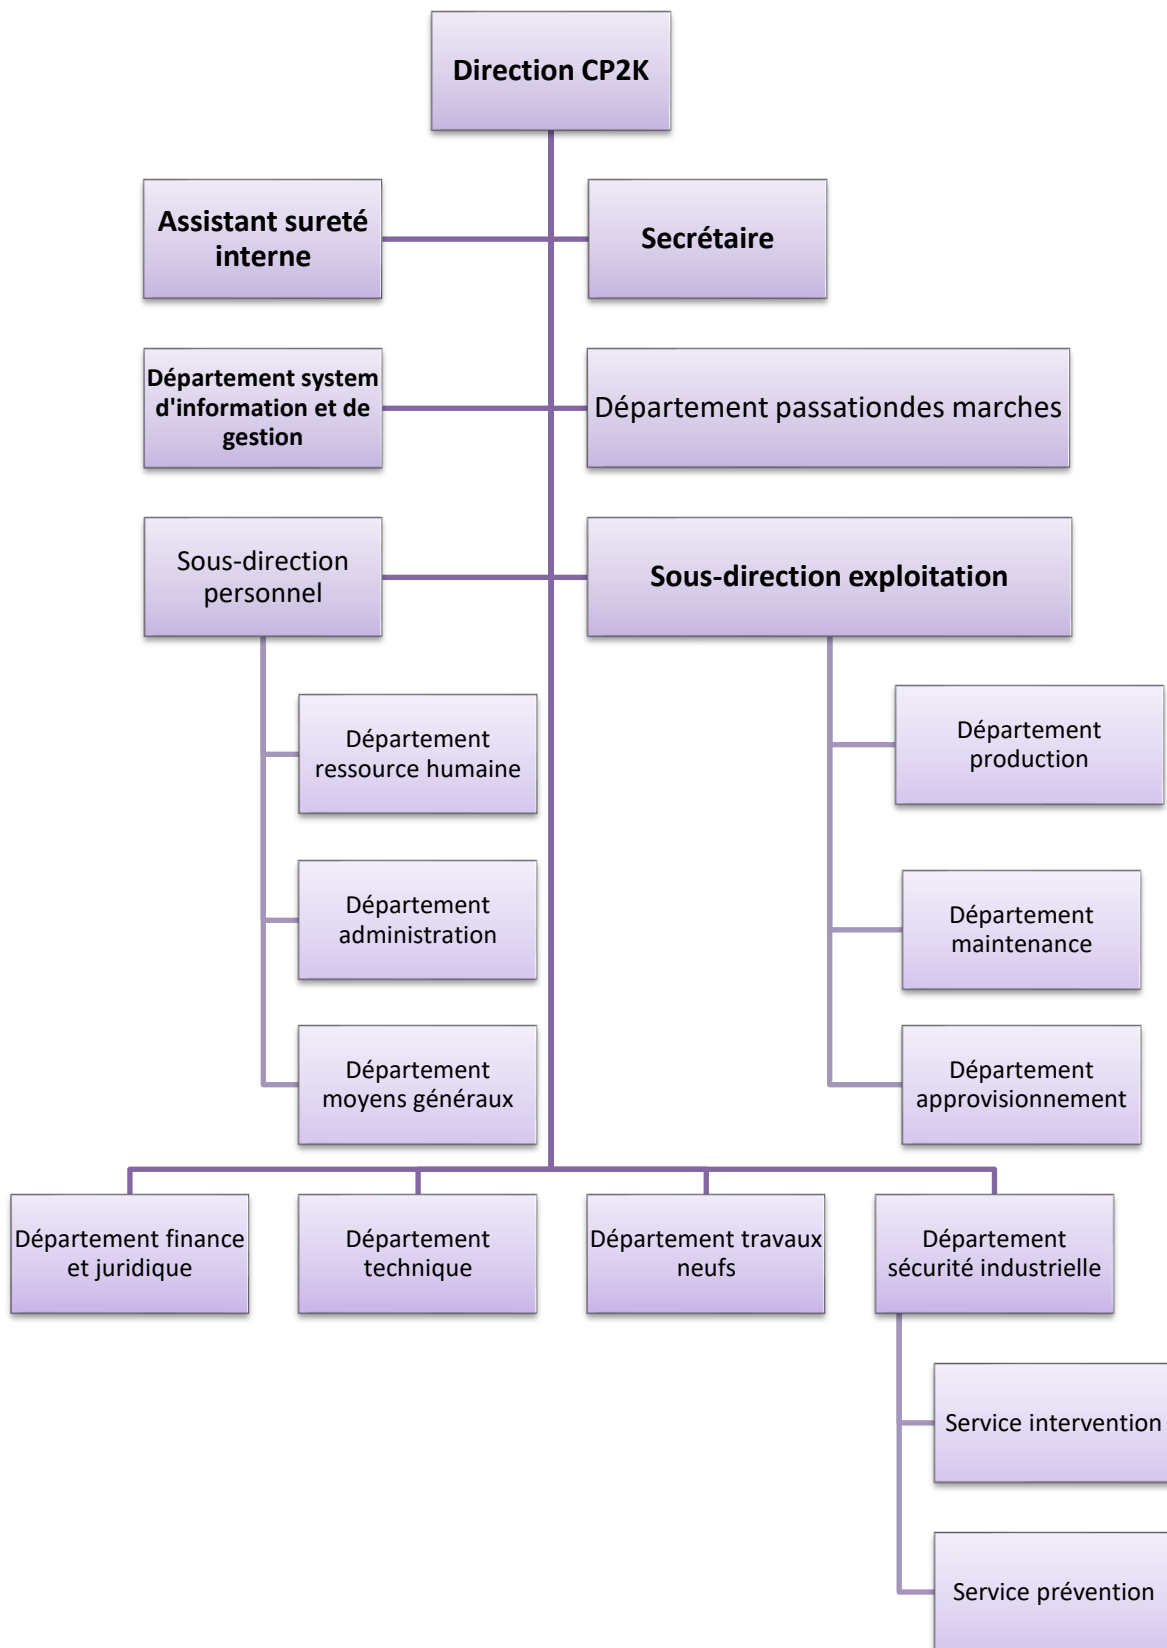 Direction CP2K
Assistant sureté
interne
Secrétaire
Département system
d'information et de
gestion
Département passationdes marches
Sous-direction
personnel
Sous-direction exploitation
Département
ressource humaine
Département
production
Département
administration
Département
maintenance
Département
moyens généraux
Département
approvisionnement
Département finance
et juridique
Département
technique
Département travaux
neufs
Département
sécurité industrielle
Service intervention
Service prévention